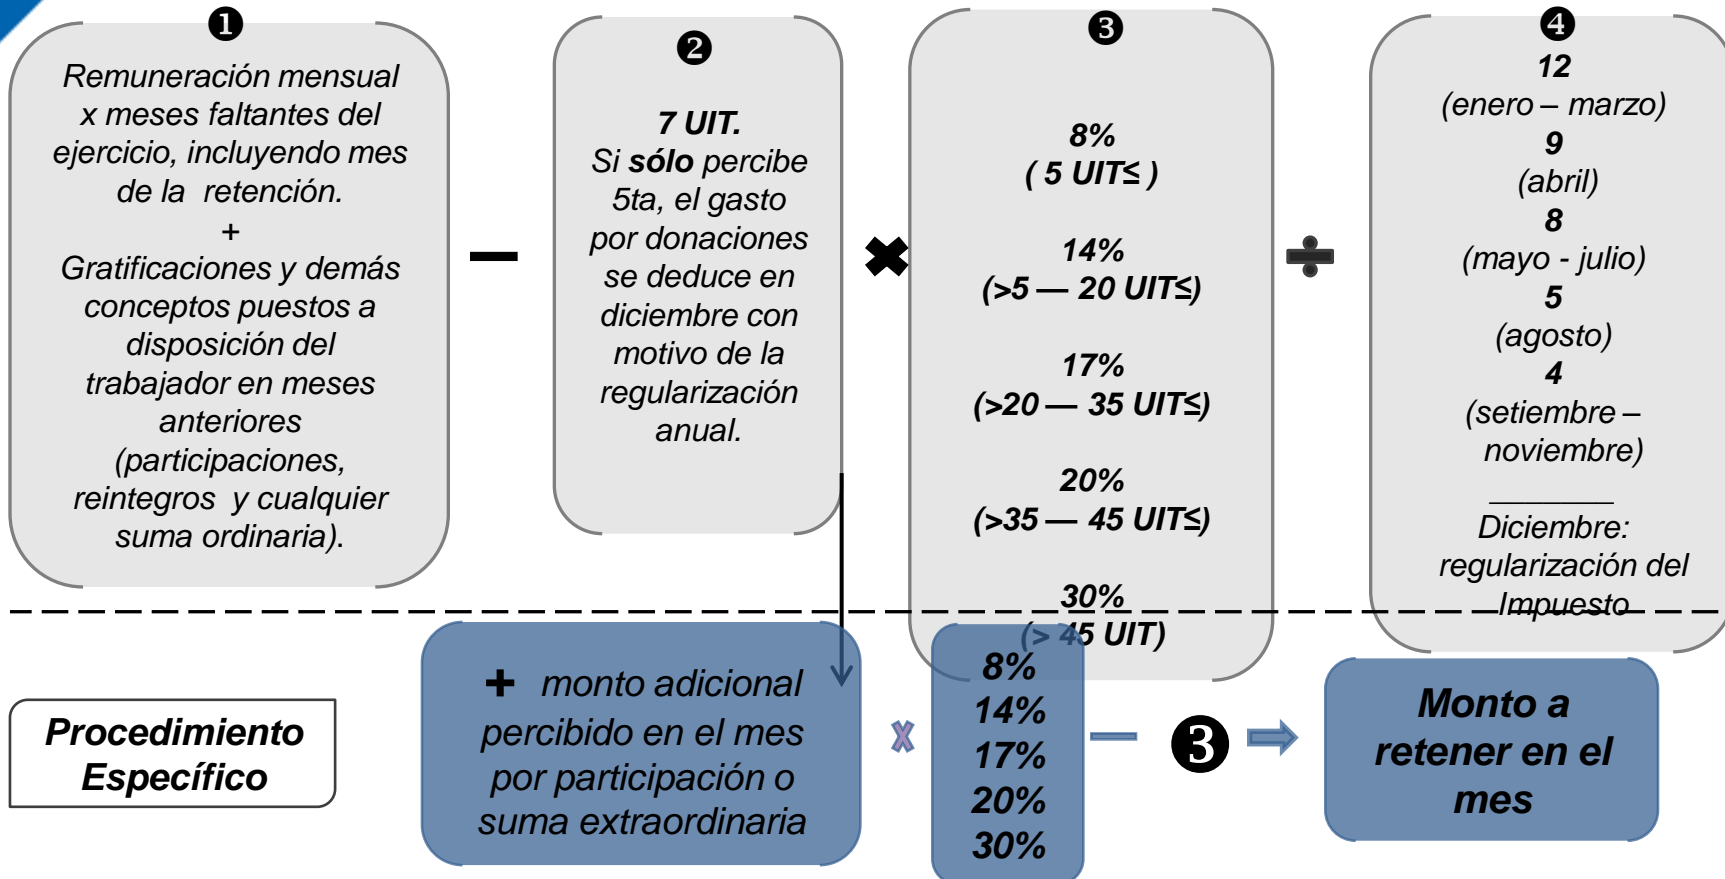 ❶
Remuneración mensual
x meses faltantes del
ejercicio, incluyendo mes
de la retención.
+
Gratificaciones y demás
conceptos puestos a
disposición del
trabajador en meses
anteriores
(participaciones,
reintegros y cualquier
suma ordinaria).
❷
7 UIT.
Si sólo percibe
5ta, el gasto
por donaciones
se deduce en
diciembre con
motivo de la
regularización
anual.
❸
8%
( 5 UIT≤ )
14%
(>5 — 20 UIT≤)
17%
(>20 — 35 UIT≤)
20%
(>35 — 45 UIT≤)
30%
(> 45 UIT)
❹
12
(enero – marzo)
9
(abril)
8
(mayo - julio)
5
(agosto)
4
(setiembre –
noviembre)
_______
Diciembre:
regularización del
Impuesto
Procedimiento
Específico
+ monto adicional
percibido en el mes
por participación o
suma extraordinaria
8%
14%
17%
20%
30%
❸
Monto a
retener en el
mes